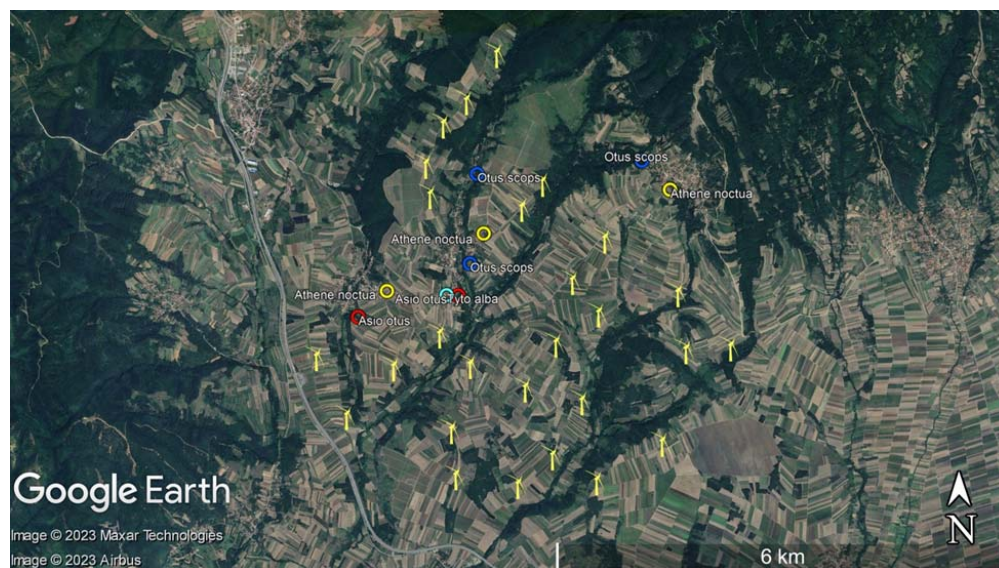 Otus scops
Otus scops
Athene noctua
Athene noctua
Otus scops
Athene noctua
Asio otus
yto alba
Asio otus
Google Earth
Image © 2023 Maxar Technologies
Image © 2023 Airbus
6 km
N